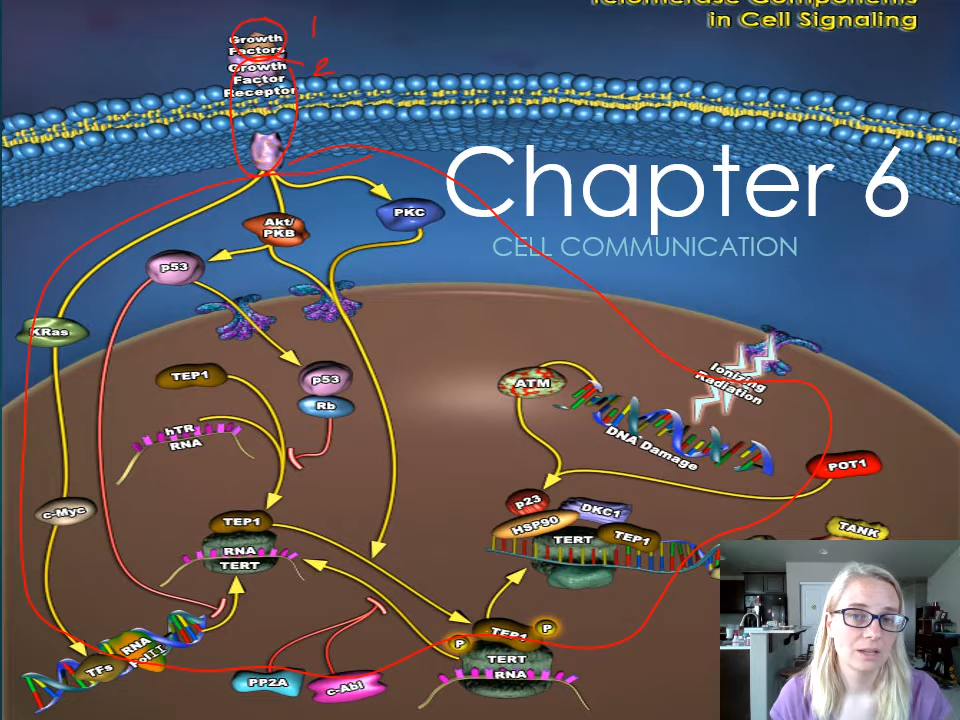 Telomerase Components
in Cell Signaling
1
Growth
Factors
2
Growth
Factor
Receptor
Chapter 6
CELL COMMUNICATION
Akt/
PKB
PKC
p53
KRas
TEP1
p53
Rb
hTR
RNA
ATM
Ionizing
Radiation
DNA Damage
POT1
c-Myc
TEP1
RNA
TERT
p23
HSP90
DKC1
TERT
TEP1
TANK
RNA
Pol II
TFs
PP2A
c-Abl
P
TEP1
P
TERT
RNA